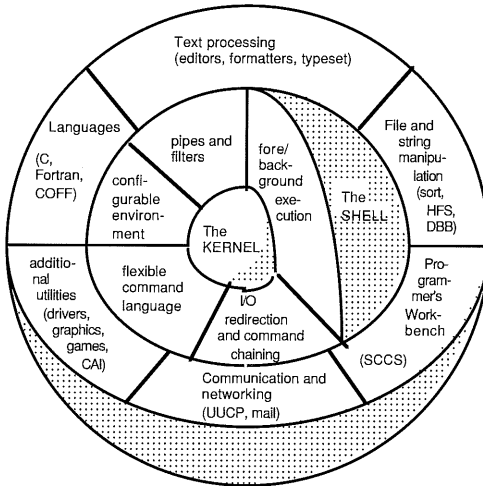 Text processing
(editors, formatters, typeset)
Languages
(C,
Fortran,
COFF)
File and
string
manipu-
lation
(sort,
HFS,
DBB)
pipes and
filters
fore/
back-
ground
exe-
cution
The
SHELL
confi-
gurable
environ-
ment
The
KERNEL
flexible
command
language
I/O
redirection
and command
chaining
additio-
nal
utilities
(drivers,
graphics,
games,
CAI)
Pro-
gram-
mer's
Work-
bench
(SCCS)
Communication and
networking
(UUCP, mail)